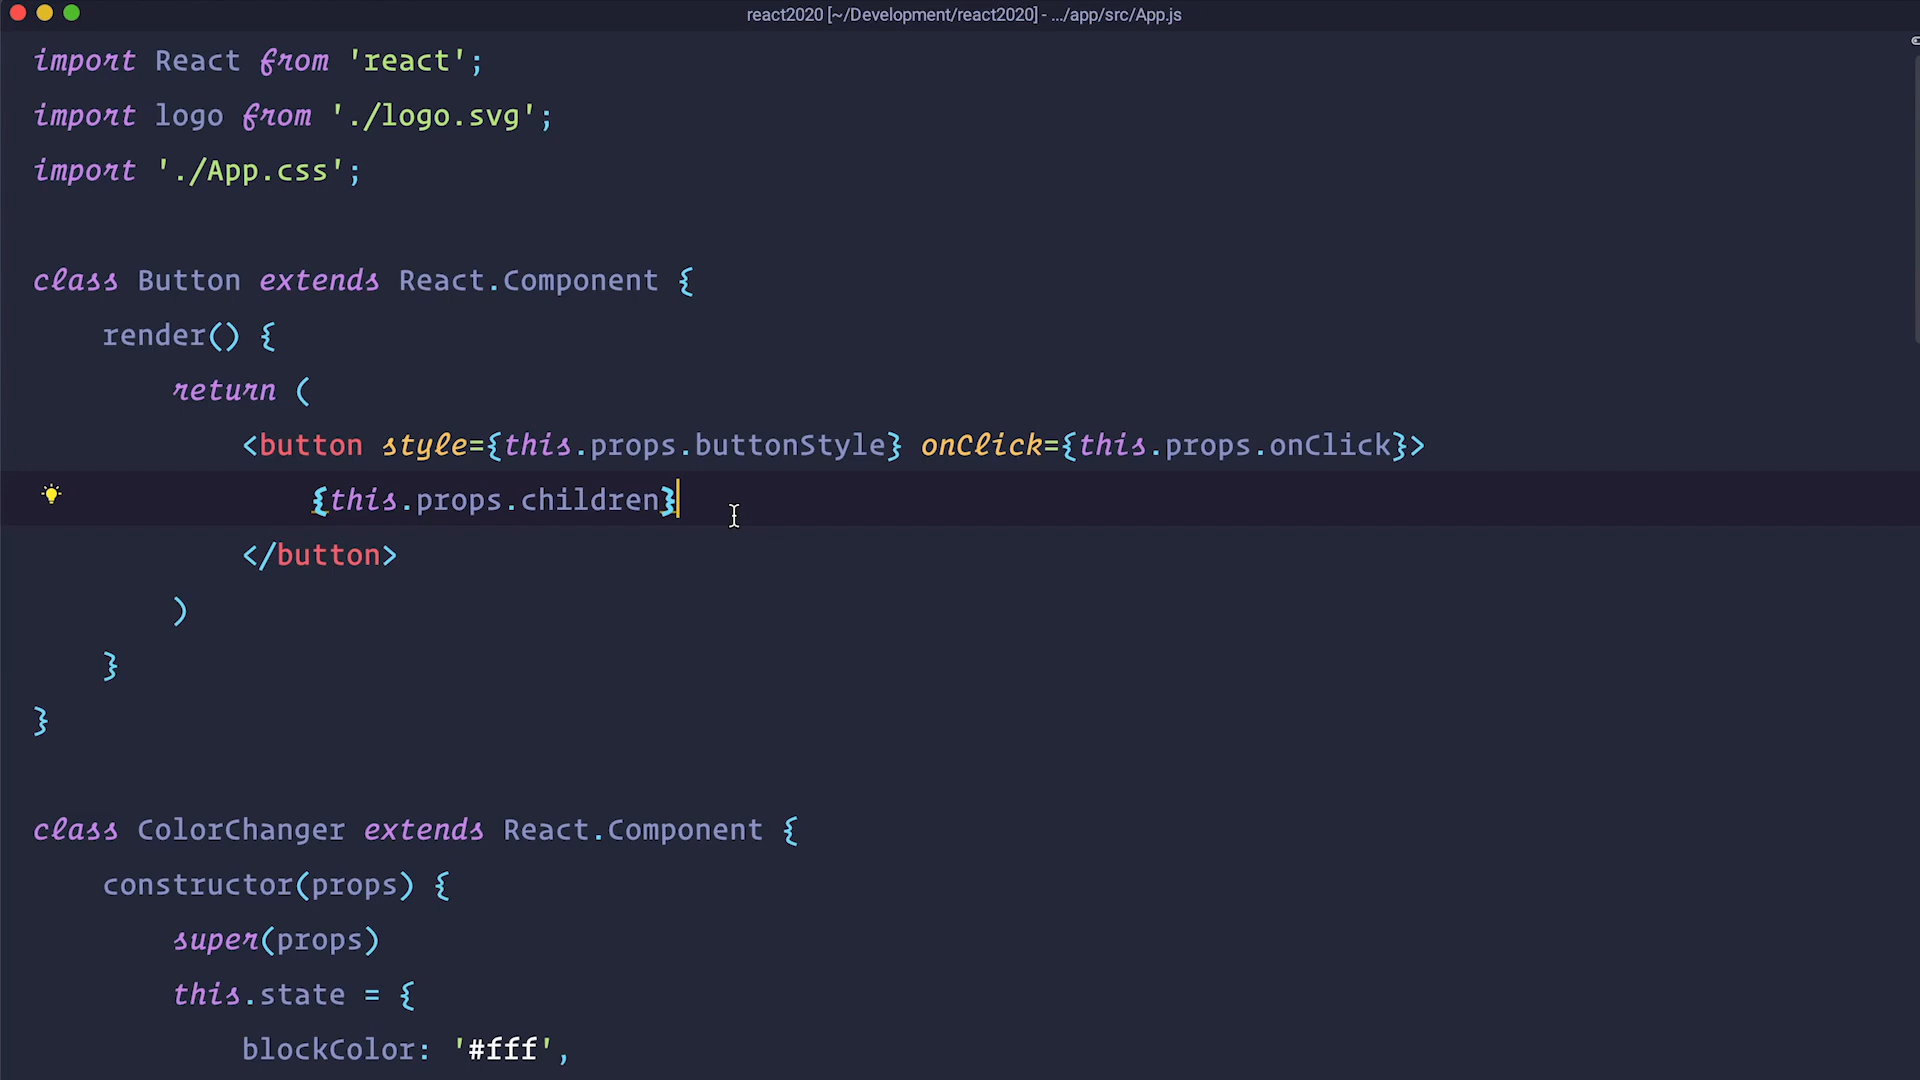 react2020 [~/Development/react2020] - .../app/src/App.js
import React from 'react';
import logo from './logo.svg';
import './App.css';
class Button extends React.Component {
render() {
return (
<button style={this.props.buttonStyle} onClick={this.props.onClick}>
{this.props.children}
</button>
)
}
}
class ColorChanger extends React.Component {
constructor(props) {
super(props)
this.state = {
blockColor: '#fff',